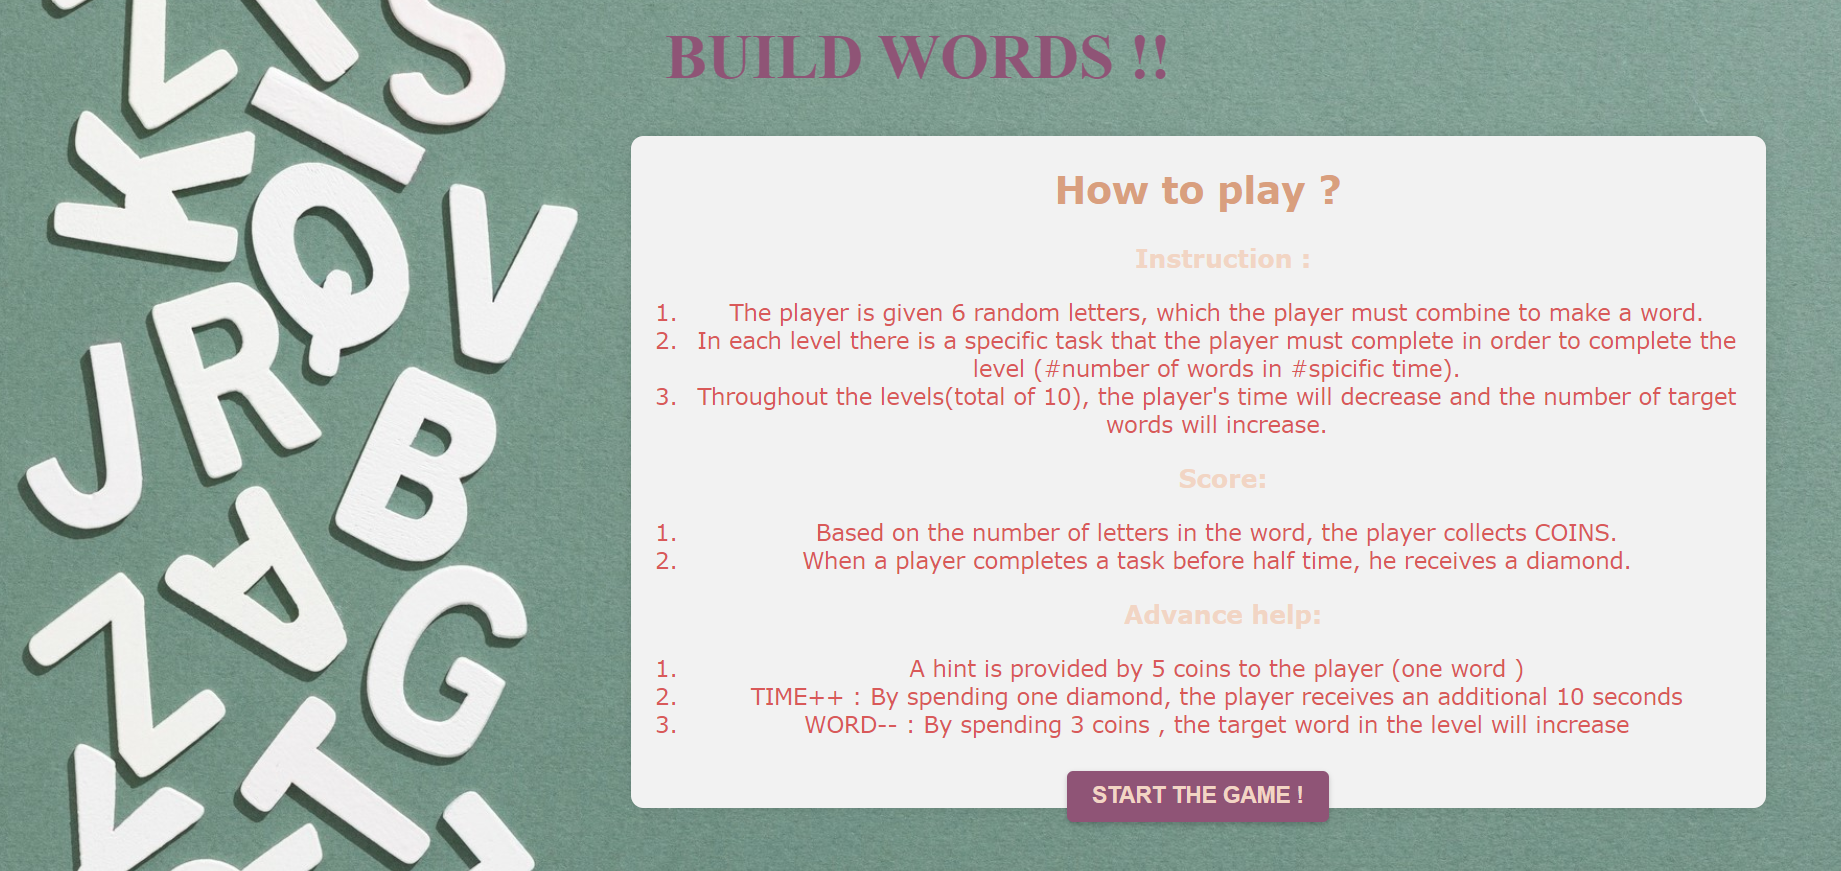 BUILD WORDS !!
How to play ?
Instruction :
1. The player is given 6 random letters, which the player must combine to make a word.
2. In each level there is a specific task that the player must complete in order to complete the
level (#number of words in #spicific time).
3. Throughout the levels(total of 10), the player's time will decrease and the number of target
words will increase.
Score:
1. Based on the number of letters in the word, the player collects COINS.
2. When a player completes a task before half time, he receives a diamond.
Advance help:
1. A hint is provided by 5 coins to the player (one word )
2. TIME++ : By spending one diamond, the player receives an additional 10 seconds
3. WORD-- : By spending 3 coins , the target word in the level will increase
START THE GAME !
Z
I
S
I
K
Q
V
R
J
B
A
G
Z
T